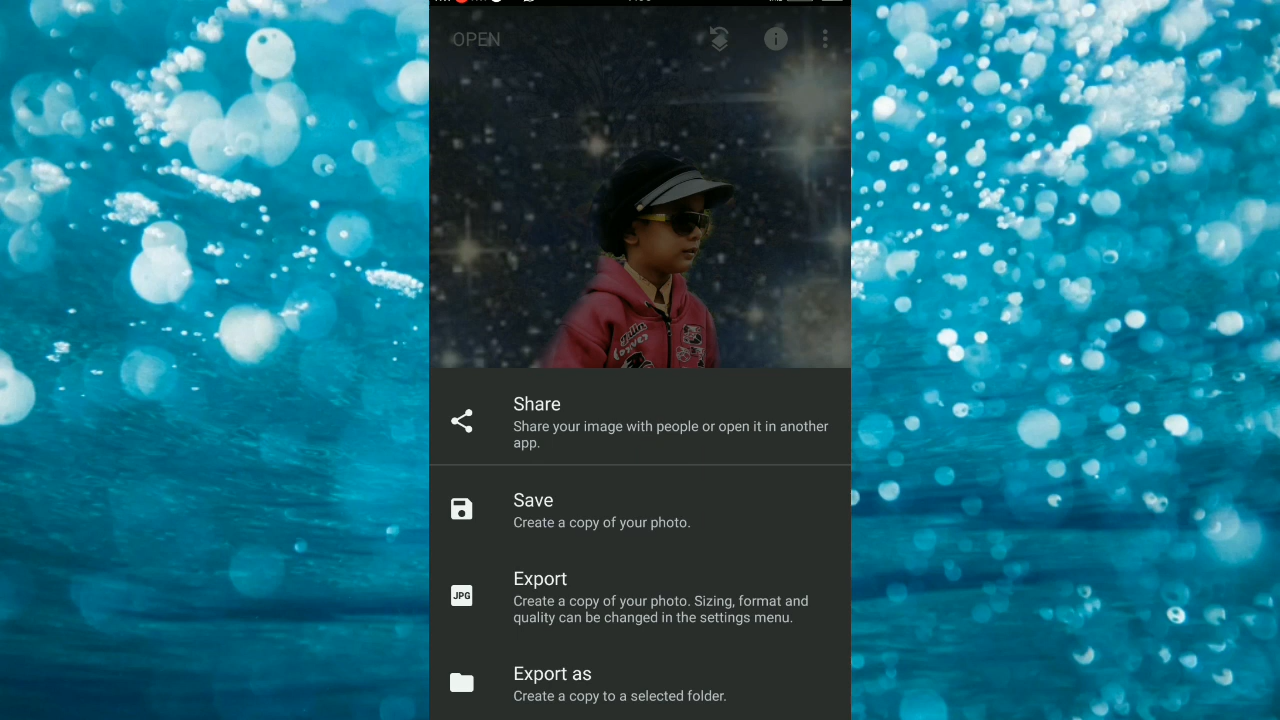 OPEN
Share
Share your image with people or open it in another
app.
Save
Create a copy of your photo.
JPG
Export
Create a copy of your photo. Sizing, format and
quality can be changed in the settings menu.
Export as
Create a copy to a selected folder.